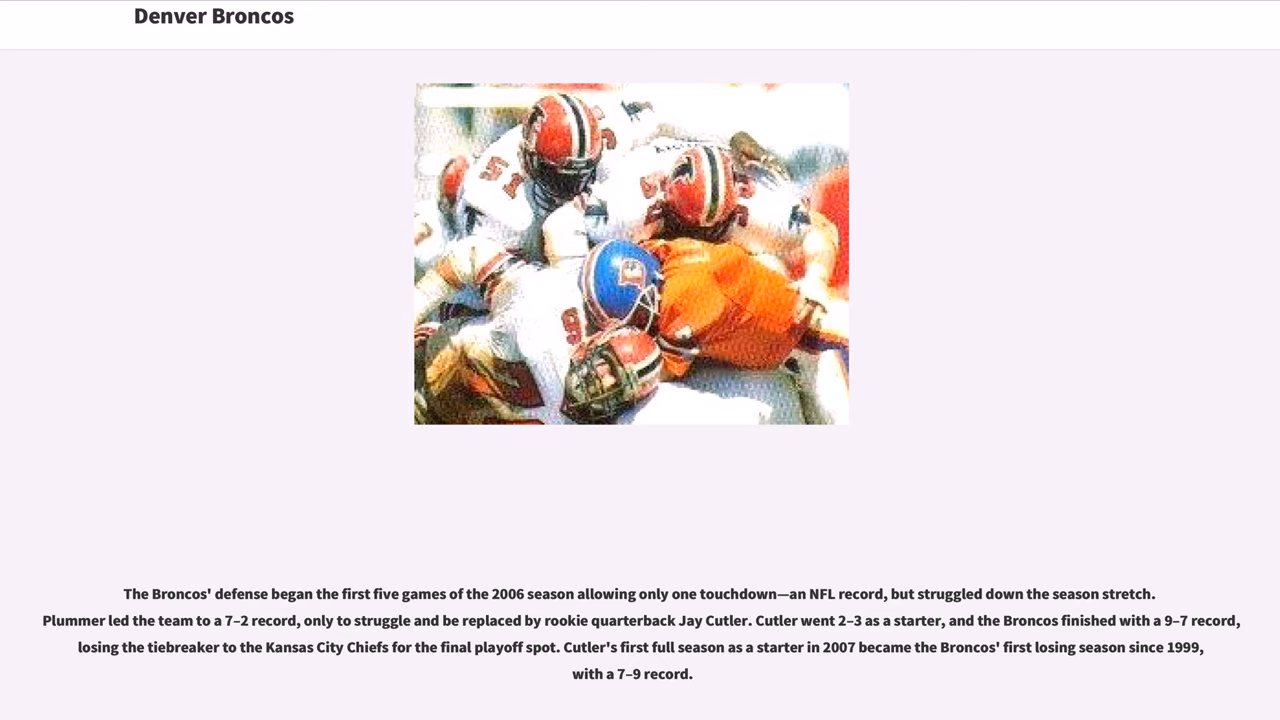 Denver Broncos
51
The Broncos' defense began the first five games of the 2006 season allowing only one touchdown—an NFL record, but struggled down the season stretch.
Plummer led the team to a 7–2 record, only to struggle and be replaced by rookie quarterback Jay Cutler. Cutler went 2–3 as a starter, and the Broncos finished with a 9–7 record,
losing the tiebreaker to the Kansas City Chiefs for the final playoff spot. Cutler's first full season as a starter in 2007 became the Broncos' first losing season since 1999,
with a 7–9 record.